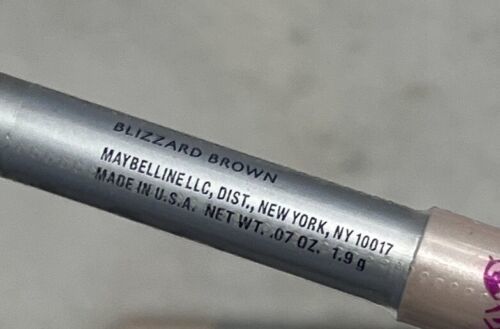 BLIZZARD BROWN
MAYBELLINE LLC, DIST., NEW YORK, NY 10017
MADE IN U.S.A. NET WT. .07 OZ. 1.9 g